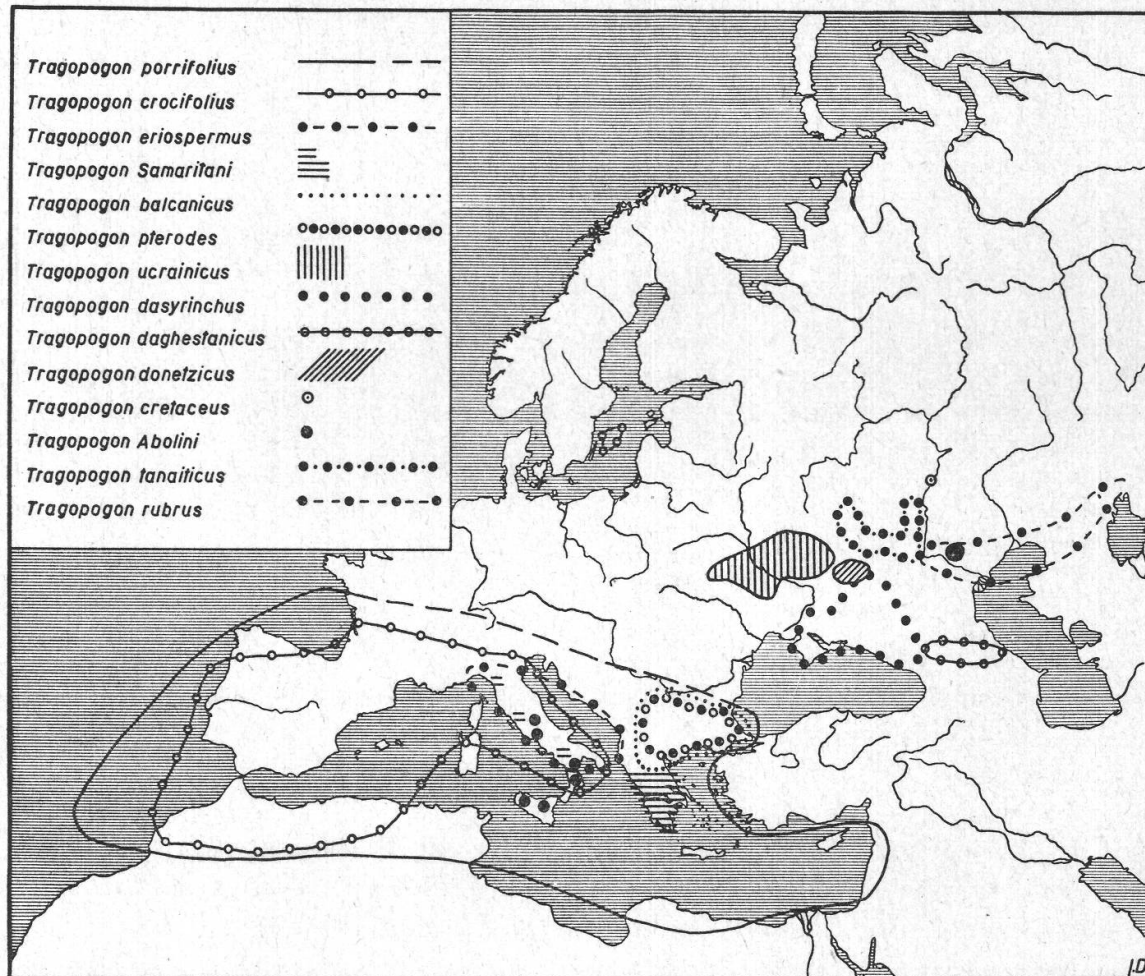 Tragopogon porrifolius
Tragopogon crocifolius
Tragopogon eriospermus
Tragopogon Samaritani
Tragopogon balcanicus
Tragopogon pterodes
Tragopogon ucrainicus
Tragopogon dasyrinchus
Tragopogon daghestanicus
Tragopogon donetzicus
Tragopogon cretaceus
Tragopogon Abolini
Tragopogon tanaiticus
Tragopogon rubrus